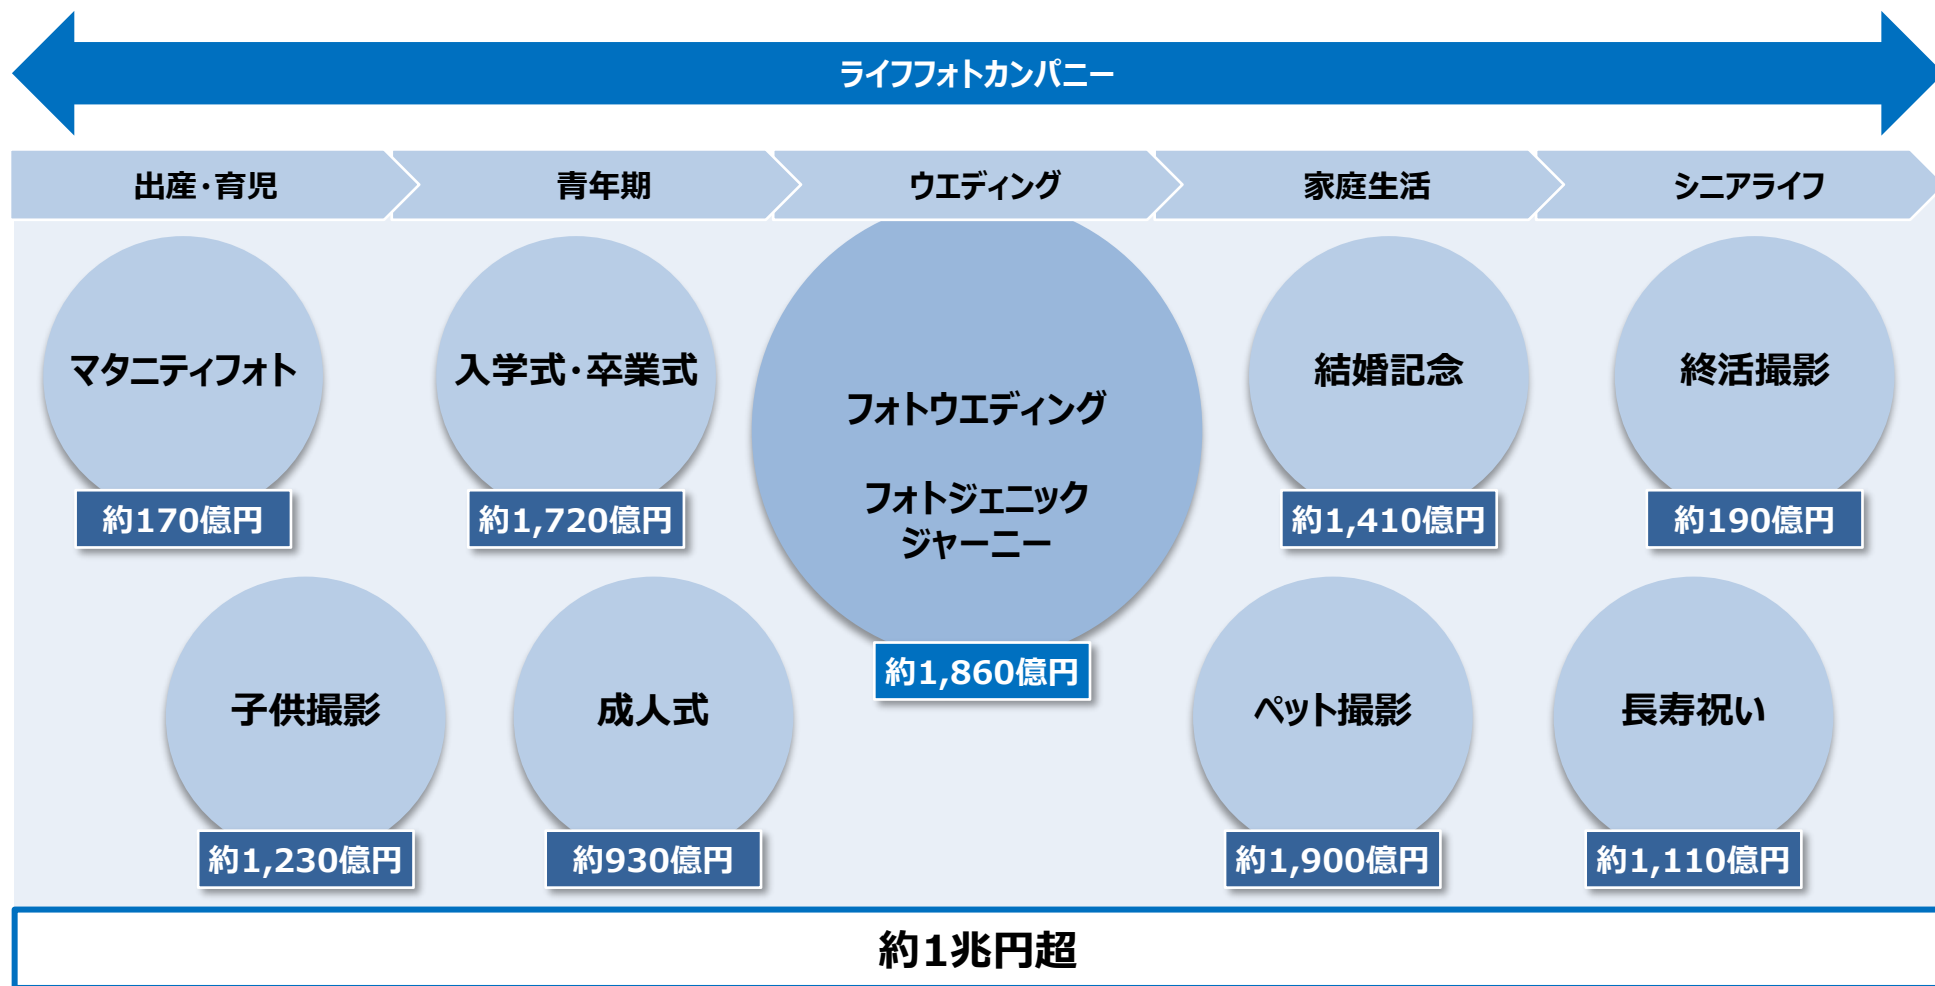 ライフフォトカンパニー
出産・育児
青年期
ウエディング
家庭生活
シニアライフ
マタニティフォト
約170億円
入学式・卒業式
約1,720億円
フォトウエディング
フォトジェニック
ジャーニー
約1,860億円
結婚記念
約1,410億円
終活撮影
約190億円
子供撮影
約1,230億円
成人式
約930億円
ペット撮影
約1,900億円
長寿祝い
約1,110億円
約1兆円超